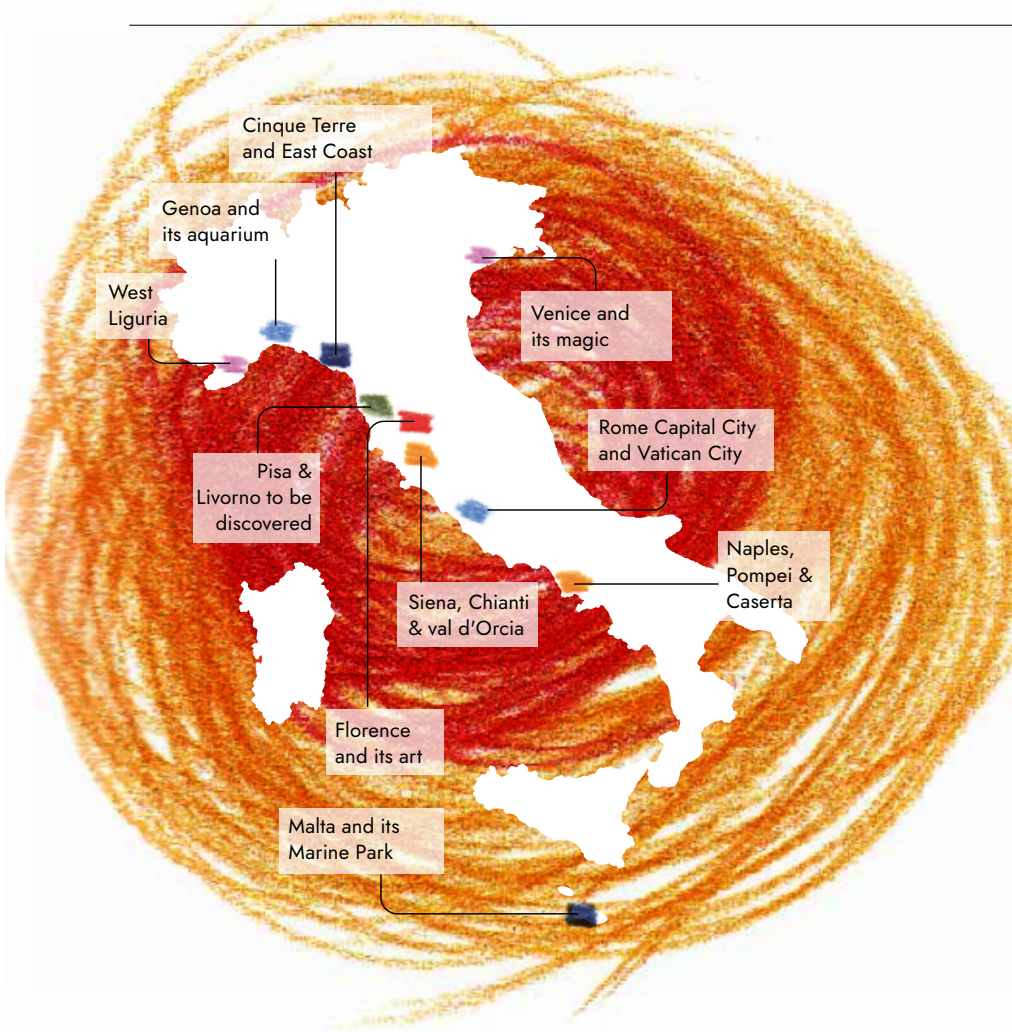 Cinque Terre
and East Coast
Genoa and
its aquarium
West
Liguria
Venice and
its magic
Rome Capital City
and Vatican City
Pisa &
Livorno to be
discovered
Naples,
Pompei &
Caserta
Siena, Chianti
& val d'Orcia
Florence
and its art
Malta and its
Marine Park